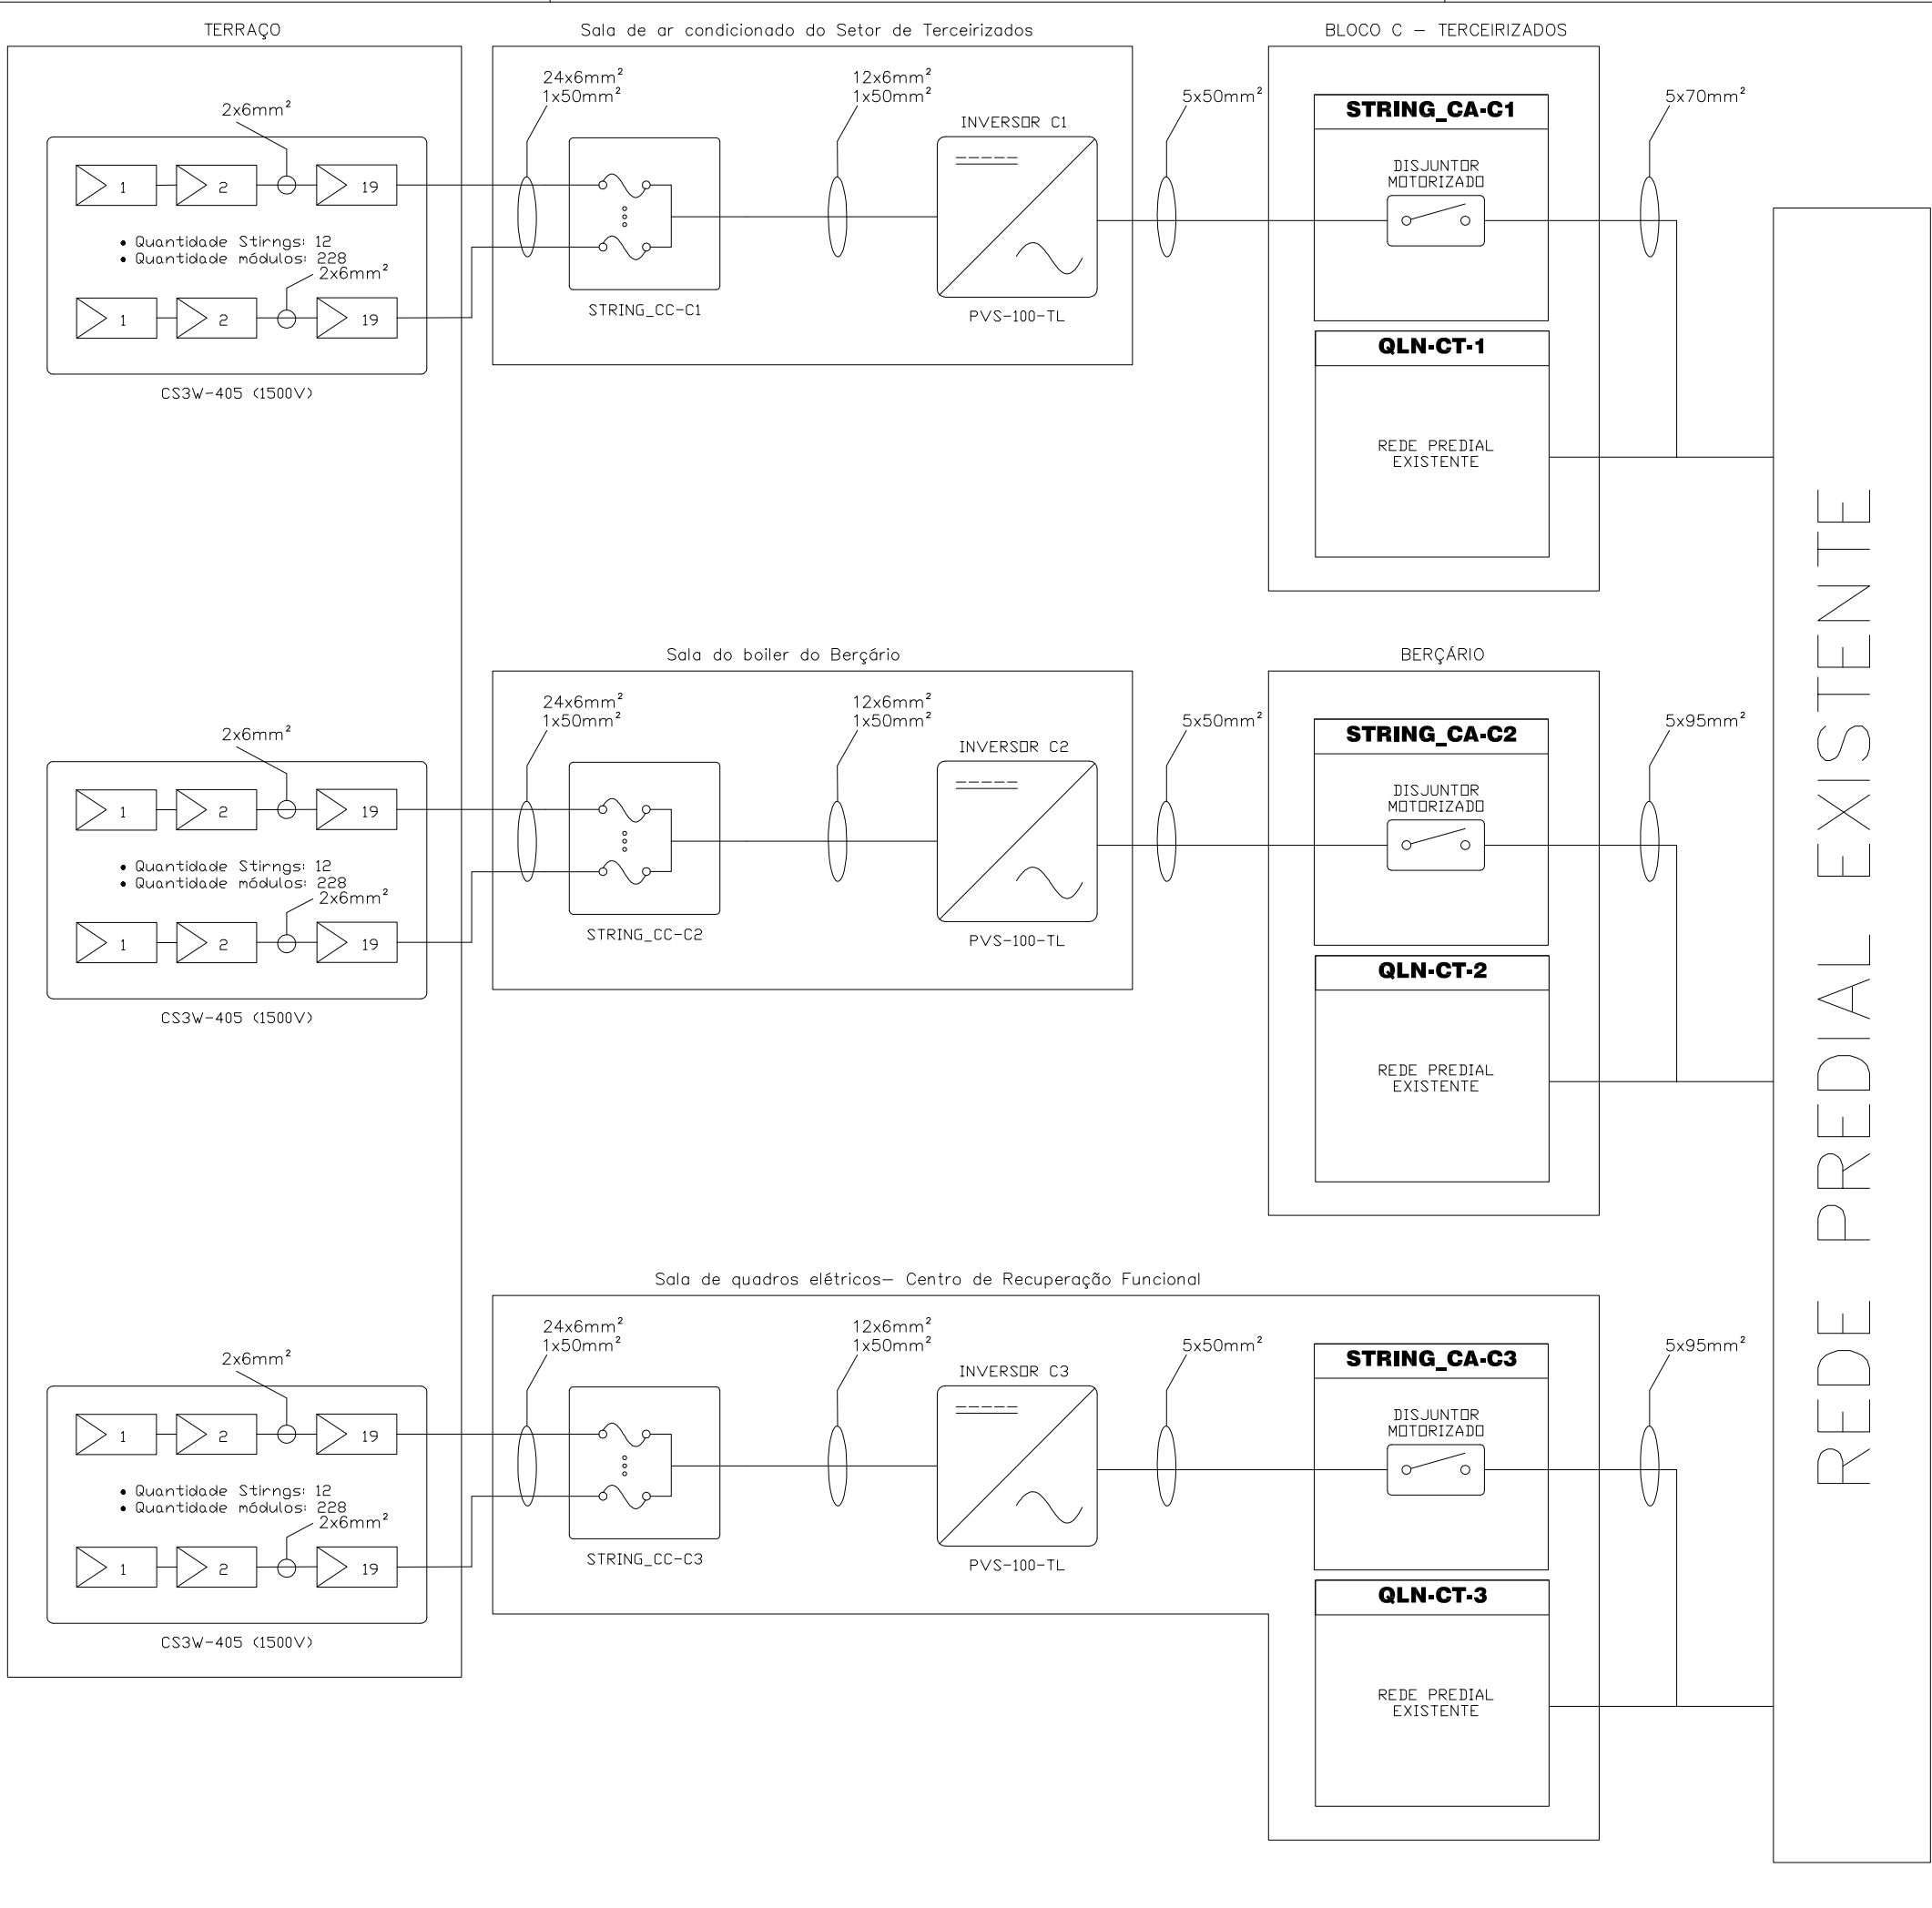 TERRAÇO
Sala de ar condicionado do Setor de Terceirizados
BLOCO C – TERCEIRIZADOS
24x6mm²
1x50mm²
12x6mm²
1x50mm²
5x50mm²
5x70mm²
2x6mm²
INVERSOR C1
STRING_CA-C1
DISJUNTOR
MOTORIZADO
1
2
19
• Quantidade Stirngs: 12
• Quantidade módulos: 228
2x6mm²
1
2
19
STRING_CC-C1
PVS-100-TL
CS3W-405 (1500V)
QLN-CT-1
REDE PREDIAL
EXISTENTE
Sala do boiler do Berçário
BERÇÁRIO
24x6mm²
1x50mm²
12x6mm²
1x50mm²
5x50mm²
5x95mm²
2x6mm²
INVERSOR C2
STRING_CA-C2
DISJUNTOR
MOTORIZADO
1
2
19
• Quantidade Stirngs: 12
• Quantidade módulos: 228
2x6mm²
1
2
19
STRING_CC-C2
PVS-100-TL
CS3W-405 (1500V)
QLN-CT-2
REDE PREDIAL
EXISTENTE
Sala de quadros elétricos– Centro de Recuperação Funcional
24x6mm²
1x50mm²
12x6mm²
1x50mm²
5x50mm²
5x95mm²
2x6mm²
INVERSOR C3
STRING_CA-C3
DISJUNTOR
MOTORIZADO
1
2
19
• Quantidade Stirngs: 12
• Quantidade módulos: 228
2x6mm²
1
2
19
STRING_CC-C3
PVS-100-TL
CS3W-405 (1500V)
QLN-CT-3
REDE PREDIAL
EXISTENTE
REDE PREDIAL EXISTENTE